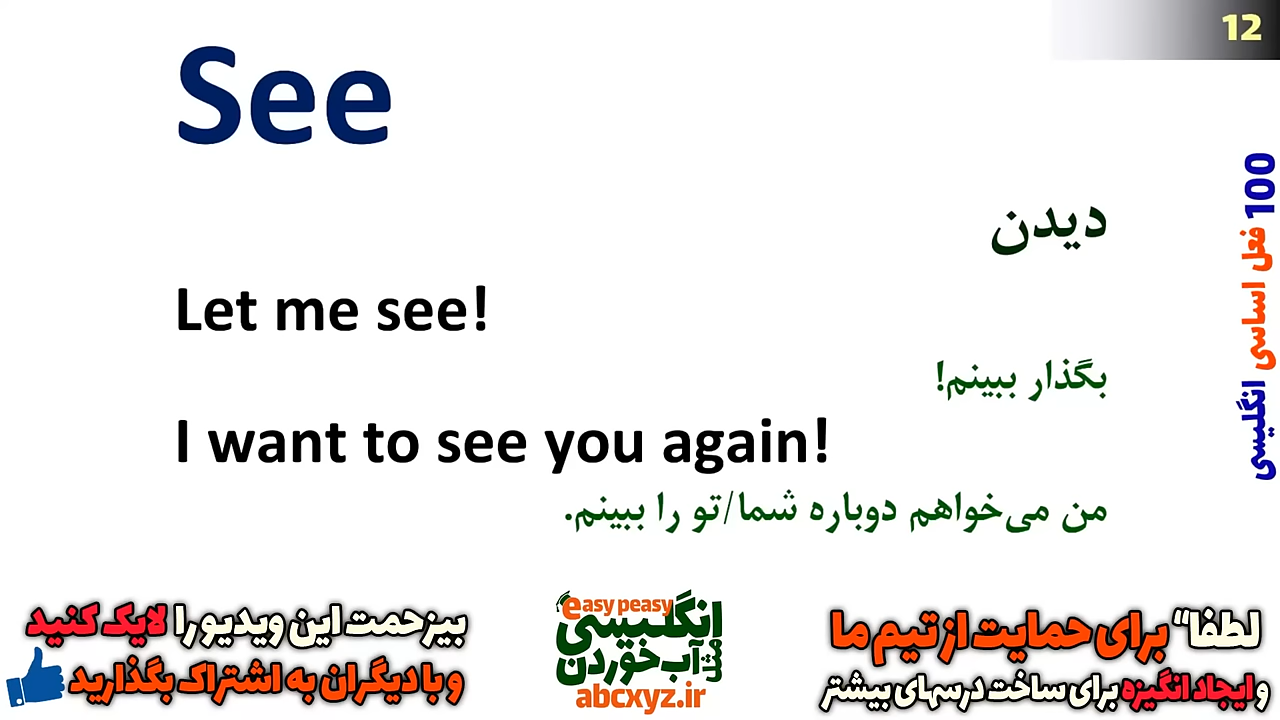 12
See
دیدن
Let me see!
بگذار ببینم!
I want to see you again!
من می‌خواهم دوباره شما/تو را ببینم.
100 فعل اساسی انگلیسی
لطفا" برای حمایت از تیم ما
و ایجاد انگیزه برای ساخت درسهای بیشتر
easy peasy
انگلیسی
مثل آب خوردن
abcxyz.ir
بیزحمت این ویدیو را لایک کنید
و با دیگران به اشتراک بگذارید